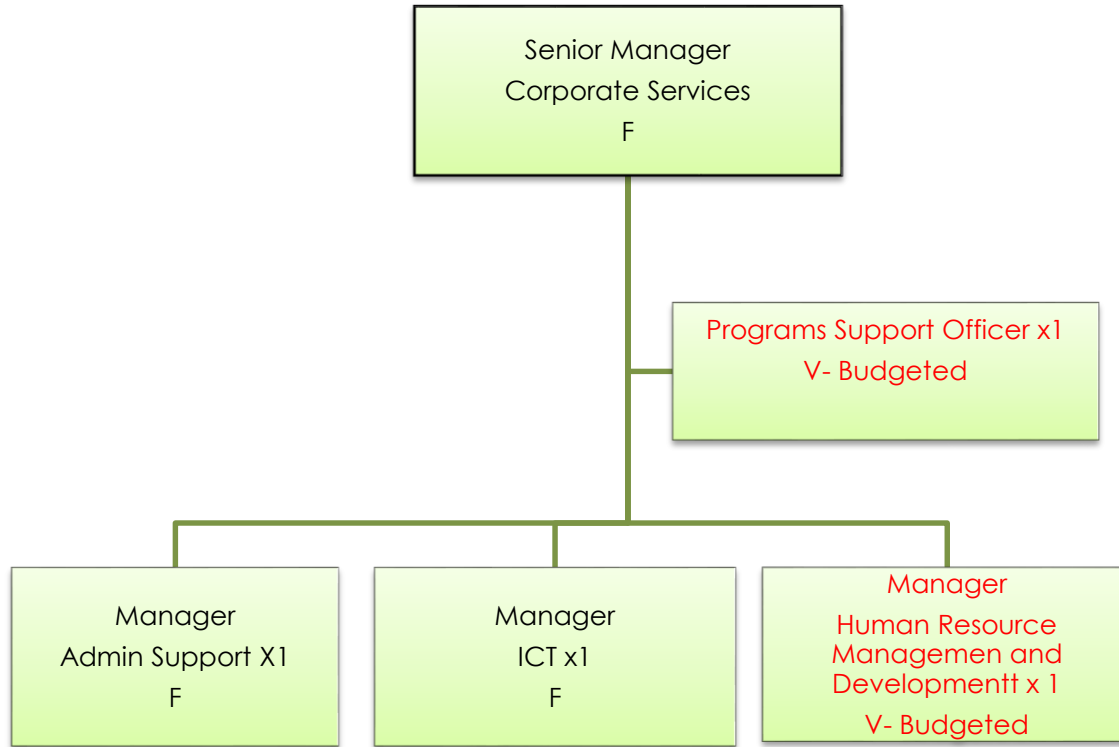 Senior Manager
Corporate Services
F
Programs Support Officer x1
V- Budgeted
Manager
Admin Support X1
F
Manager
ICT x1
F
Manager
Human Resource
Managemen and
Developmentt x 1
V- Budgeted